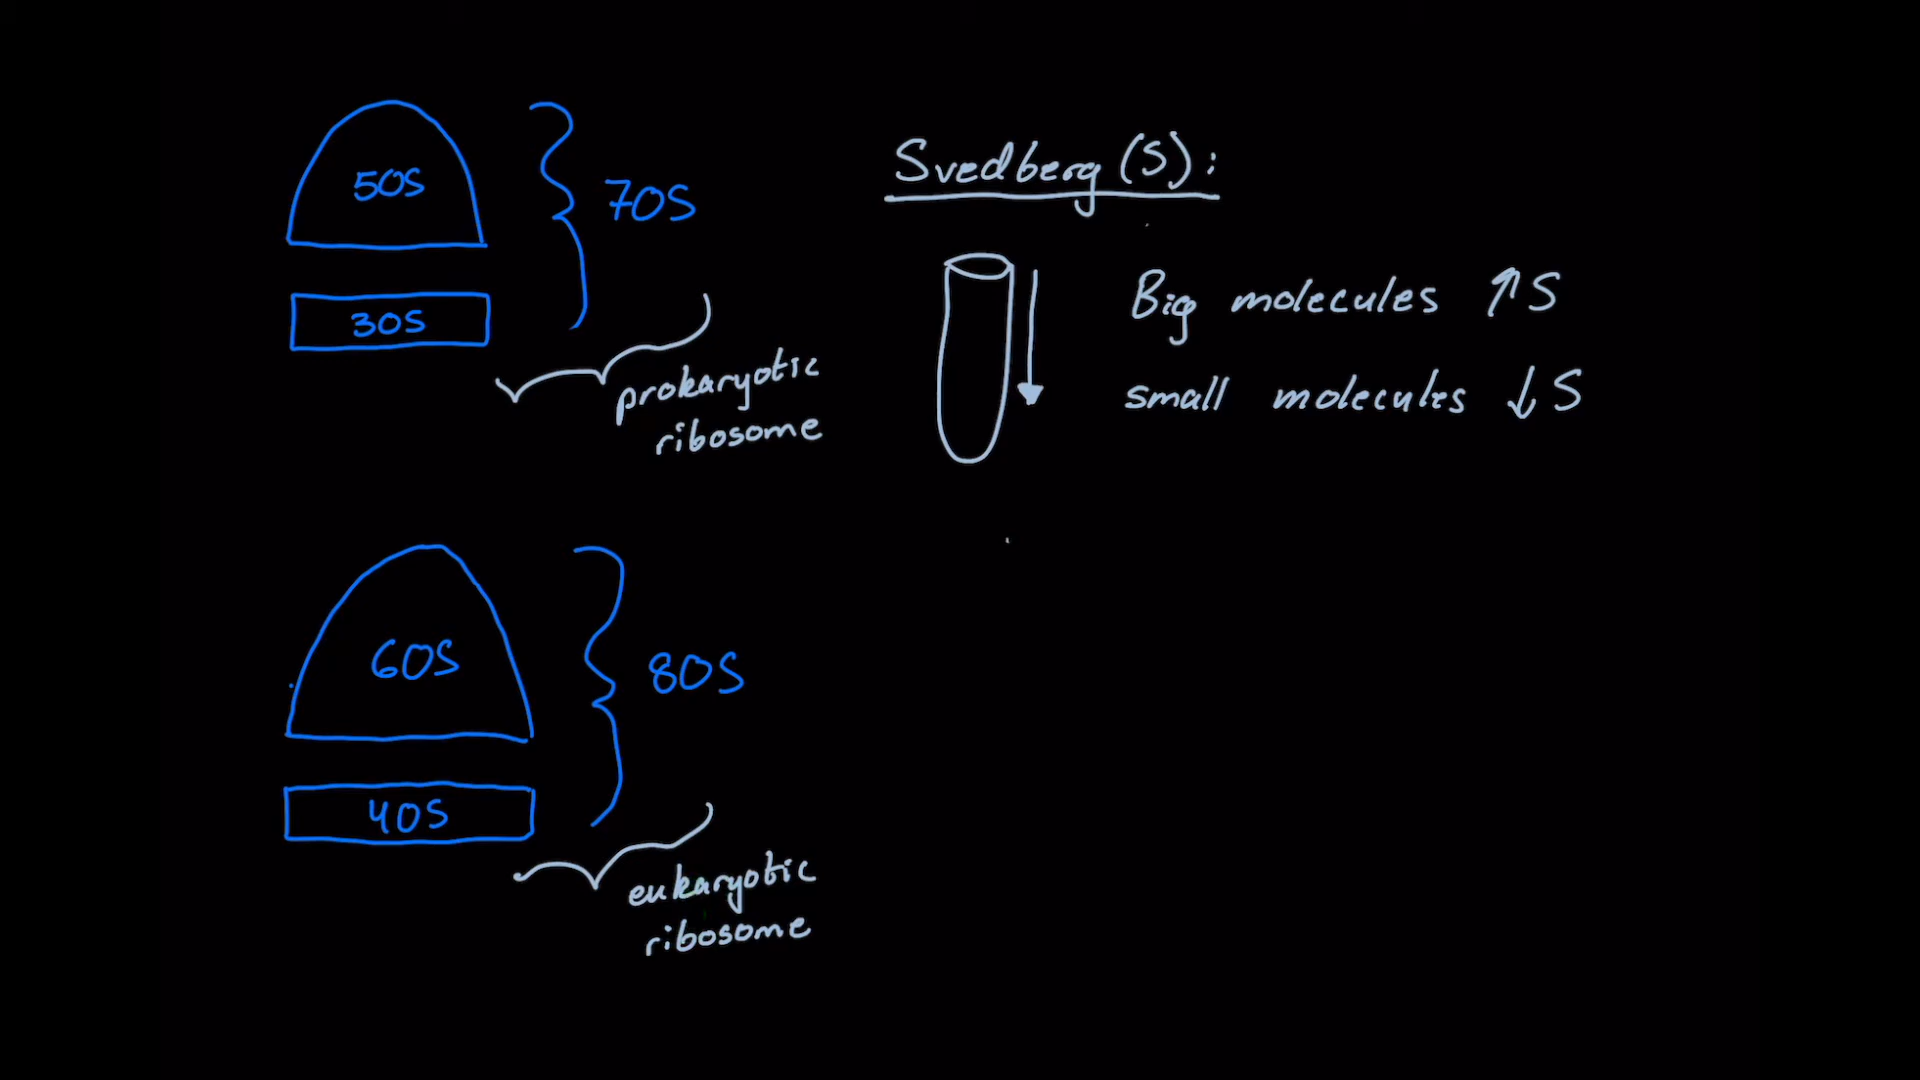 50S
70S
30S
prokaryotic
ribosome
Svedberg (S):
Big molecules ↑S
small molecules ↓S
60S
80S
40S
eukaryotic
ribosome